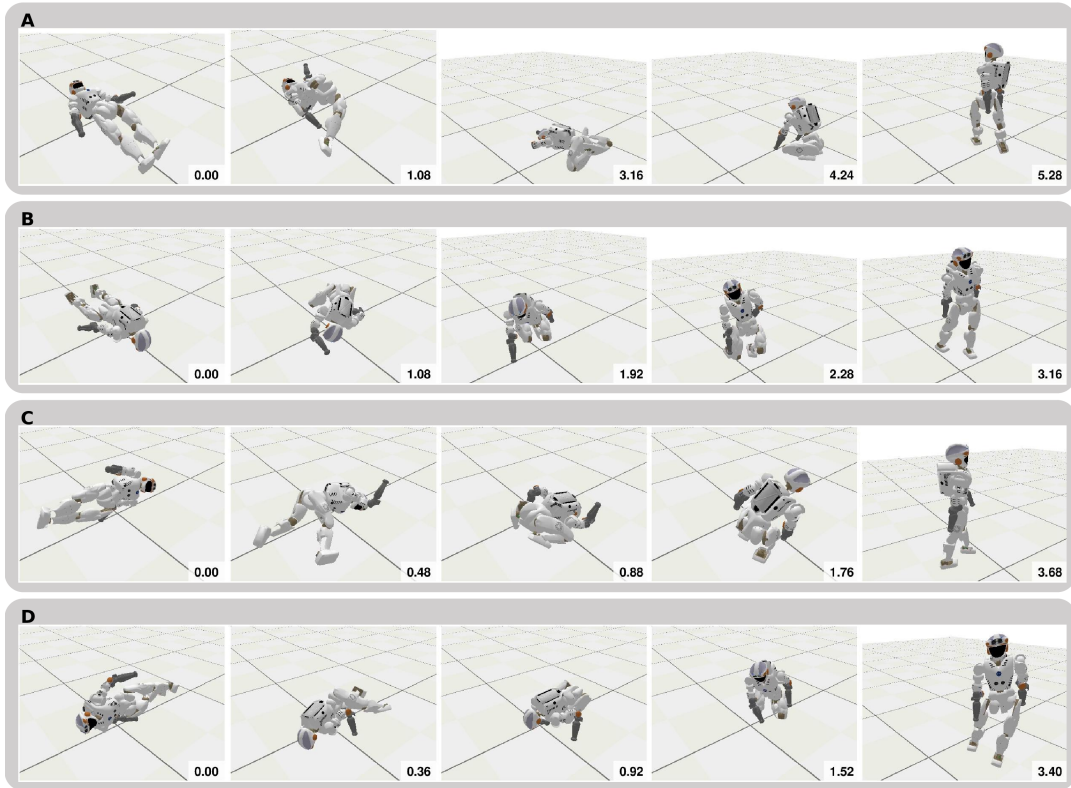 A
0.00 1.08 3.16 4.24 5.28
B
0.00 1.08 1.92 2.28 3.16
C
0.00 0.48 0.88 1.76 3.68
D
0.00 0.36 0.92 1.52 3.40